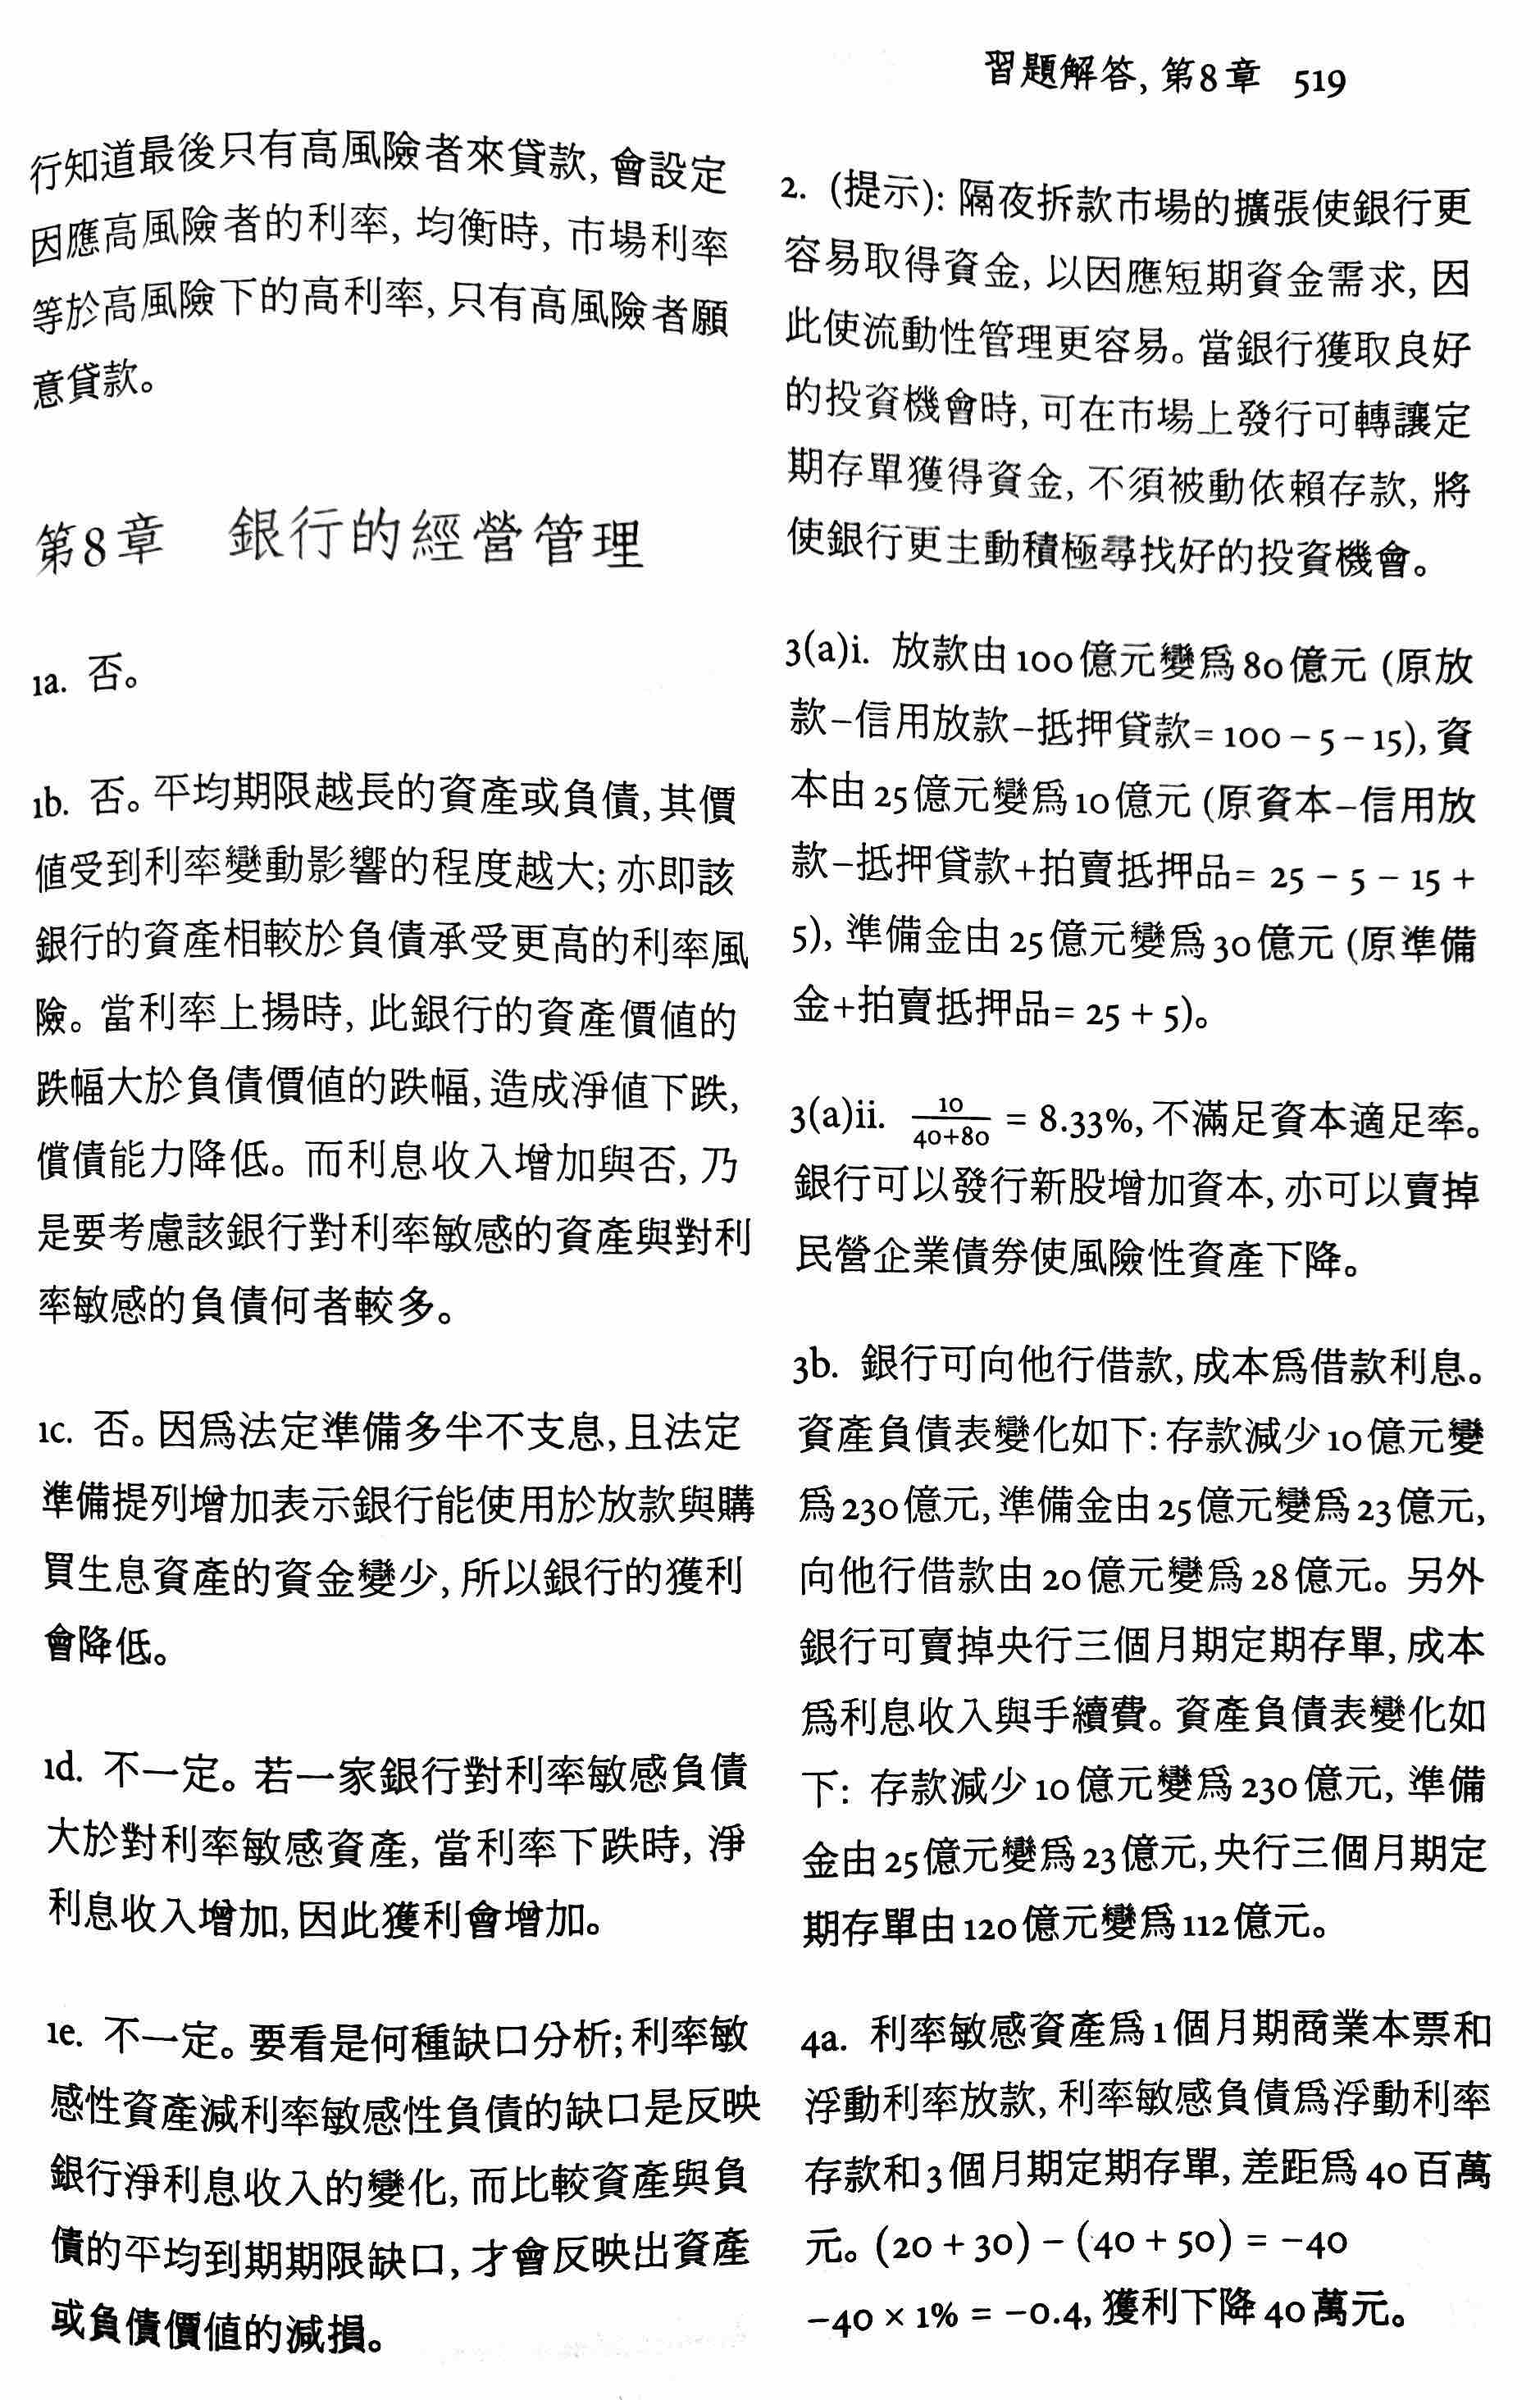 習題解答, 第8章 519
行知道最後只有高風險者來貸款, 會設定
因應高風險者的利率, 均衡時, 市場利率
等於高風險下的高利率, 只有高風險者願
意貸款。
第8章 銀行的經營管理
1a. 否。
1b. 否。平均期限越長的資產或負債, 其價
值受到利率變動影響的程度越大; 亦即該
銀行的資產相較於負債承受更高的利率風
險。當利率上揚時, 此銀行的資產價值的
跌幅大於負債價值的跌幅, 造成淨值下跌,
償債能力降低。而利息收入增加與否, 乃
是要考慮該銀行對利率敏感的資產與對利
率敏感的負債何者較多。
1c. 否。因爲法定準備多半不支息, 且法定
準備提列增加表示銀行能使用於放款與購
買生息資產的資金變少, 所以銀行的獲利
會降低。
1d. 不一定。若一家銀行對利率敏感負債
大於對利率敏感資產, 當利率下跌時, 淨
利息收入增加, 因此獲利會增加。
1e. 不一定。要看是何種缺口分析; 利率敏
感性資產減利率敏感性負債的缺口是反映
銀行淨利息收入的變化, 而比較資產與負
債的平均到期期限缺口, 才會反映出資產
或負債價值的減損。
2. (提示): 隔夜拆款市場的擴張使銀行更
容易取得資金, 以因應短期資金需求, 因
此使流動性管理更容易。當銀行獲取良好
的投資機會時, 可在市場上發行可轉讓定
期存單獲得資金, 不須被動依賴存款, 將
使銀行更主動積極尋找好的投資機會。
3(a)i. 放款由100億元變爲80億元 (原放
款–信用放款–抵押貸款= 100 − 5 − 15), 資
本由25億元變爲10億元 (原資本–信用放
款–抵押貸款+拍賣抵押品= 25 − 5 − 15 +
5), 準備金由25億元變爲30億元 (原準備
金+拍賣抵押品= 25 + 5)。
3(a)ii. 10/(40+80) = 8.33%, 不滿足資本適足率。
銀行可以發行新股增加資本, 亦可以賣掉
民營企業債券使風險性資產下降。
3b. 銀行可向他行借款, 成本爲借款利息。
資產負債表變化如下: 存款減少10億元變
爲230億元, 準備金由25億元變爲23億元,
向他行借款由20億元變爲28億元。另外
銀行可賣掉央行三個月期定期存單, 成本
爲利息收入與手續費。資產負債表變化如
下: 存款減少10億元變爲230億元, 準備
金由25億元變爲23億元, 央行三個月期定
期存單由120億元變爲112億元。
4a. 利率敏感資產爲1個月期商業本票和
浮動利率放款, 利率敏感負債爲浮動利率
存款和3個月期定期存單, 差距爲40百萬
元。(20 + 30) − (40 + 50) = −40
−40 × 1% = −0.4, 獲利下降40萬元。